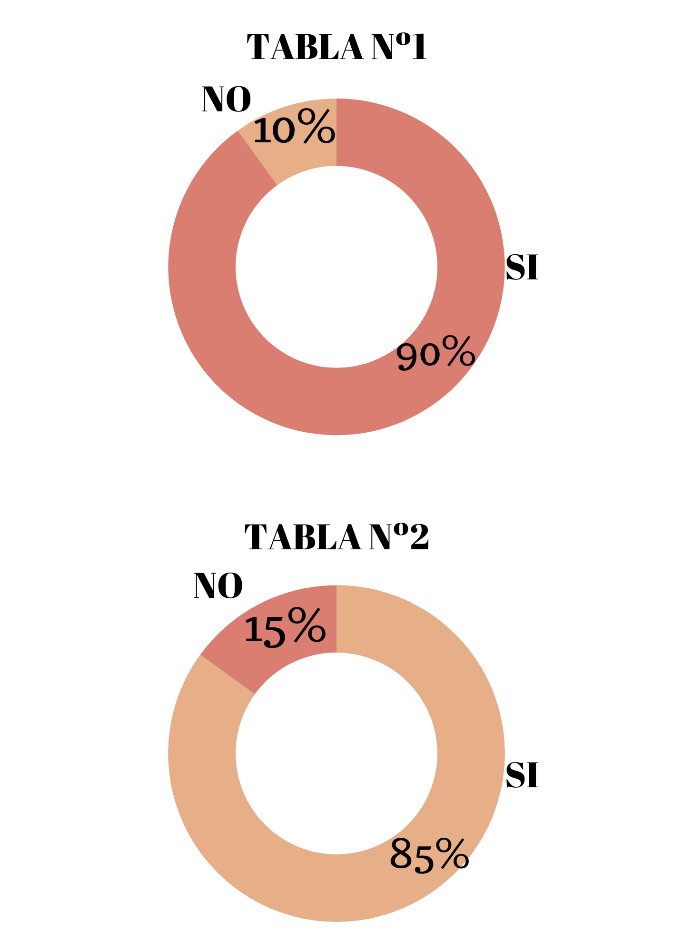 TABLA Nº1
NO
10%
SI
90%
TABLA Nº2
NO
15%
SI
85%